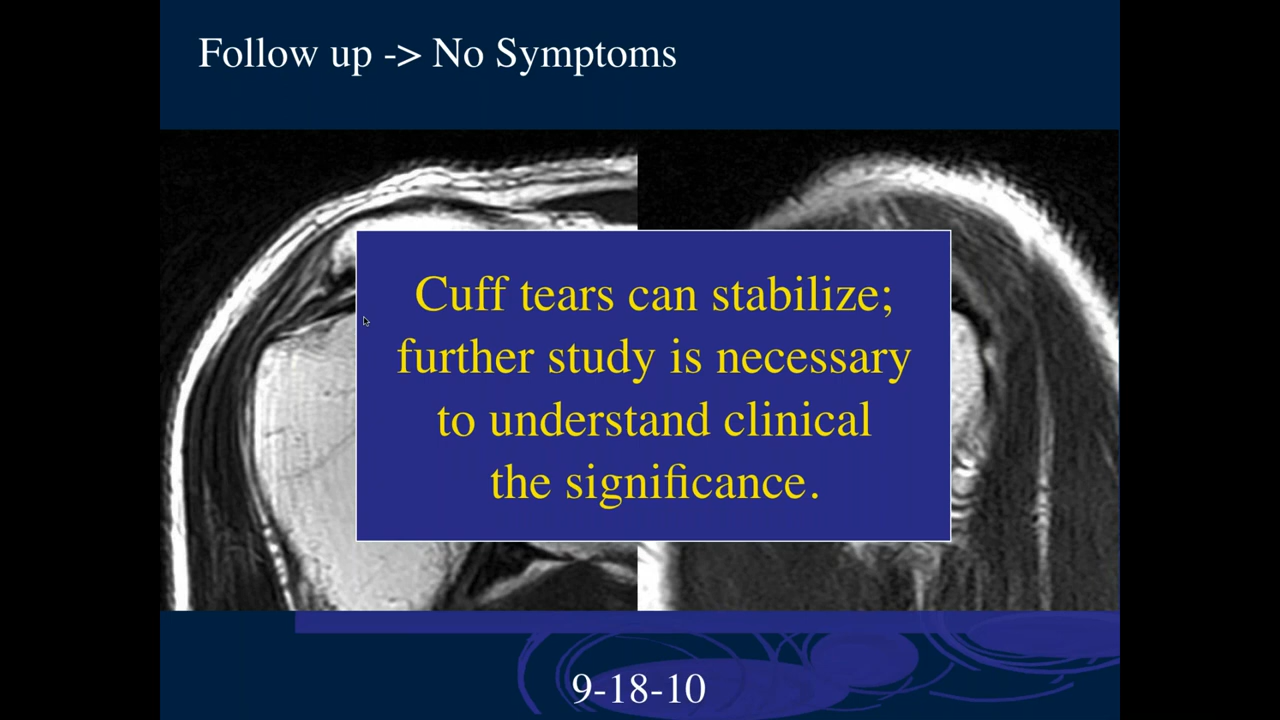 Follow up -> No Symptoms
Cuff tears can stabilize;
further study is necessary
to understand clinical
the significance.
9-18-10